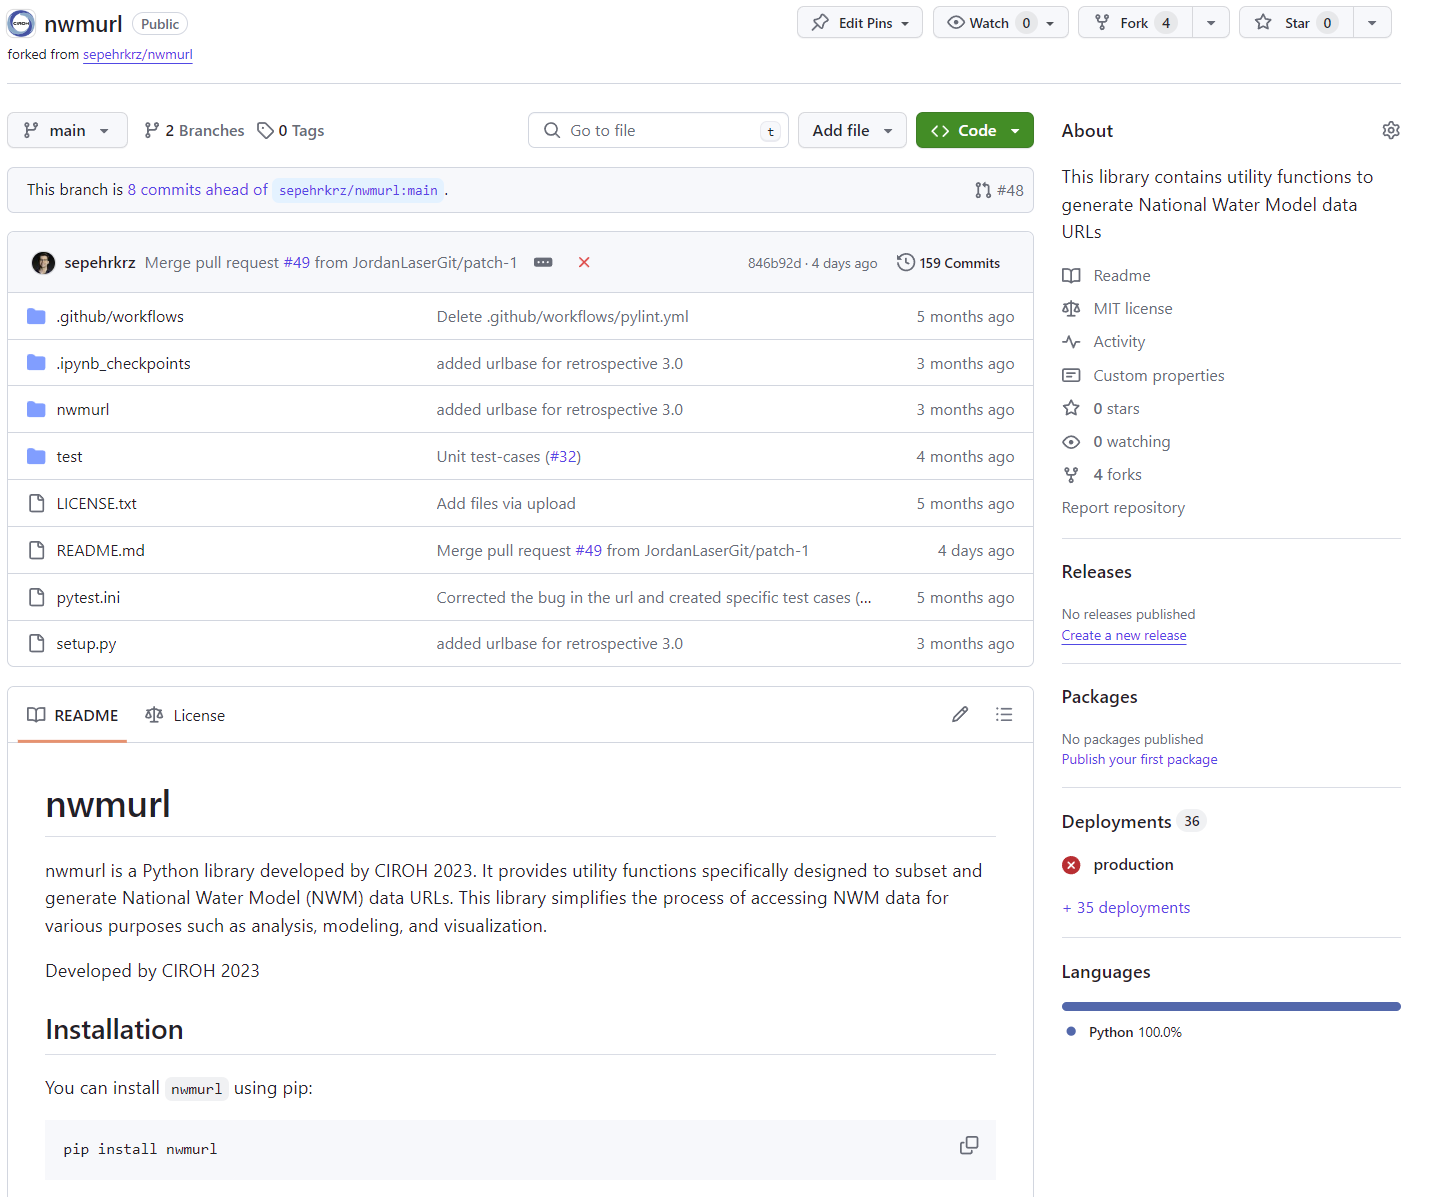 CIROH nwmurl Public Edit Pins Watch 0 Fork 4 Star 0
forked from sepehrkrz/nwmurl
main 2 Branches 0 Tags Go to file t Add file Code
This branch is 8 commits ahead of sepehrkrz/nwmurl:main . #48
sepehrkrz Merge pull request #49 from JordanLaserGit/patch-1 846b92d · 4 days ago 159 Commits
.github/workflows Delete .github/workflows/pylint.yml 5 months ago
.ipynb_checkpoints added urlbase for retrospective 3.0 3 months ago
nwmurl added urlbase for retrospective 3.0 3 months ago
test Unit test-cases (#32) 4 months ago
LICENSE.txt Add files via upload 5 months ago
README.md Merge pull request #49 from JordanLaserGit/patch-1 4 days ago
pytest.ini Corrected the bug in the url and created specific test cases (... 5 months ago
setup.py added urlbase for retrospective 3.0 3 months ago
README License
nwmurl
nwmurl is a Python library developed by CIROH 2023. It provides utility functions specifically designed to subset and
generate National Water Model (NWM) data URLs. This library simplifies the process of accessing NWM data for
various purposes such as analysis, modeling, and visualization.
Developed by CIROH 2023
Installation
You can install nwmurl using pip:
pip install nwmurl
About
This library contains utility functions to
generate National Water Model data
URLs
Readme
MIT license
Activity
Custom properties
0 stars
0 watching
4 forks
Report repository
Releases
No releases published
Create a new release
Packages
No packages published
Publish your first package
Deployments 36
production
+ 35 deployments
Languages
Python 100.0%